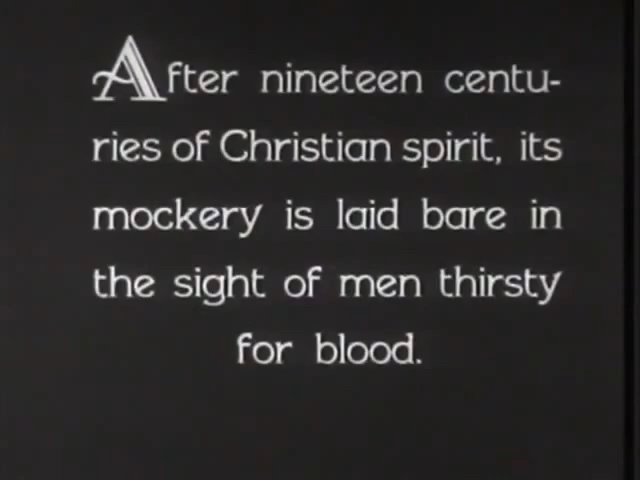 After nineteen centu-
ries of Christian spirit, its
mockery is laid bare in
the sight of men thirsty
for blood.